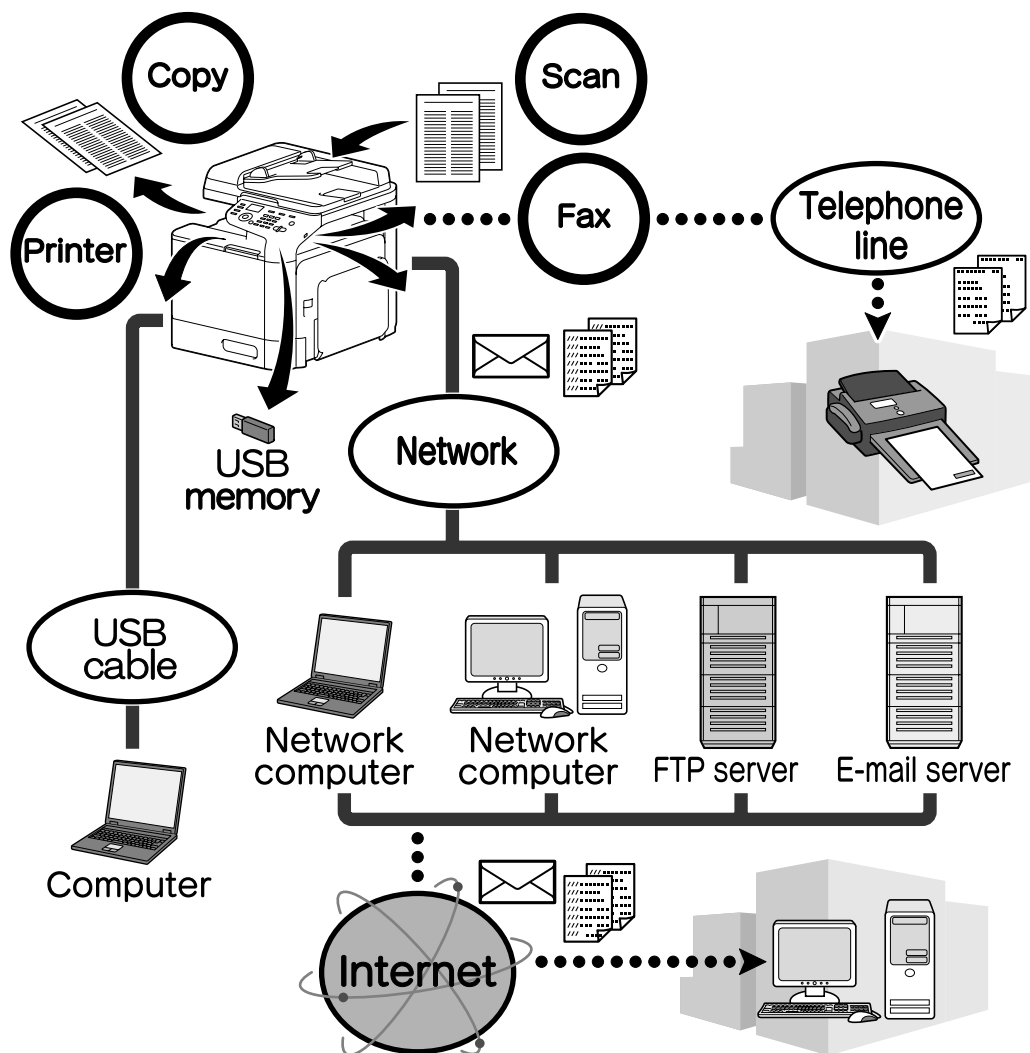 Copy
Scan
Printer
Fax
Telephone
line
USB
memory
Network
USB
cable
Network
computer
Network
computer
FTP server
E-mail server
Computer
Internet